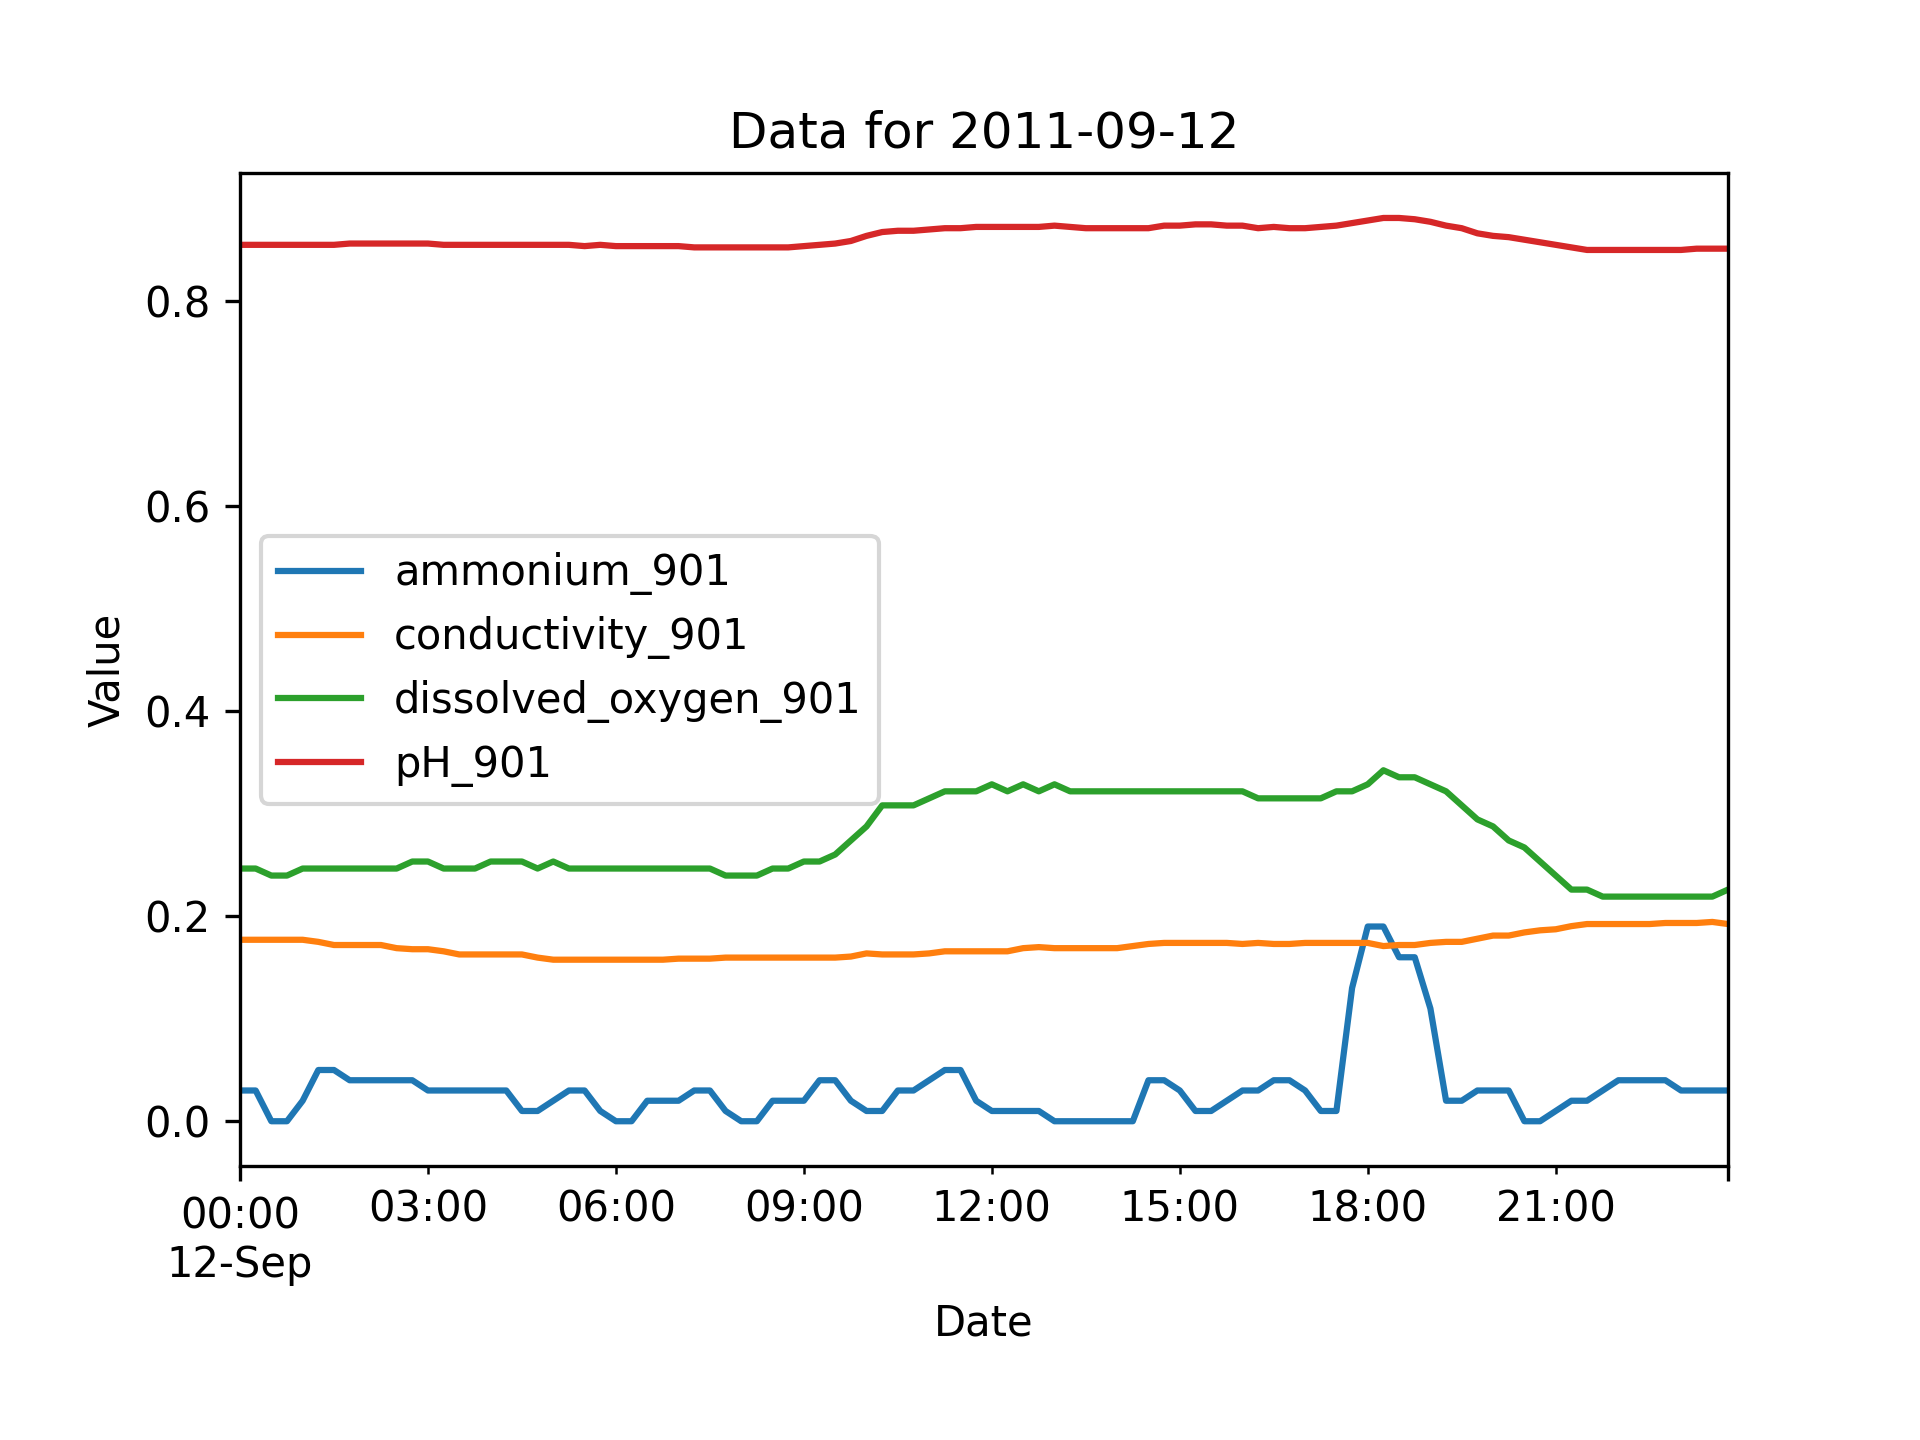 Data for 2011-09-12
Value
0.8
0.6
0.4
0.2
0.0
ammonium_901
conductivity_901
dissolved_oxygen_901
pH_901
00:00 03:00 06:00 09:00 12:00 15:00 18:00 21:00
12-Sep
Date